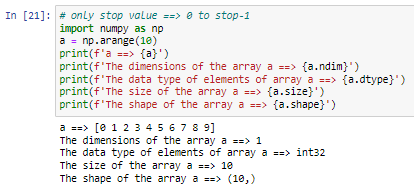 In [21]: # only stop value ==> 0 to stop-1
import numpy as np
a = np.arange(10)
print(f'a ==> {a}')
print(f'The dimensions of the array a ==> {a.ndim}')
print(f'The data type of elements of array a ==> {a.dtype}')
print(f'The size of the array a ==> {a.size}')
print(f'The shape of the array a ==> {a.shape}')
a ==> [0 1 2 3 4 5 6 7 8 9]
The dimensions of the array a ==> 1
The data type of elements of array a ==> int32
The size of the array a ==> 10
The shape of the array a ==> (10,)